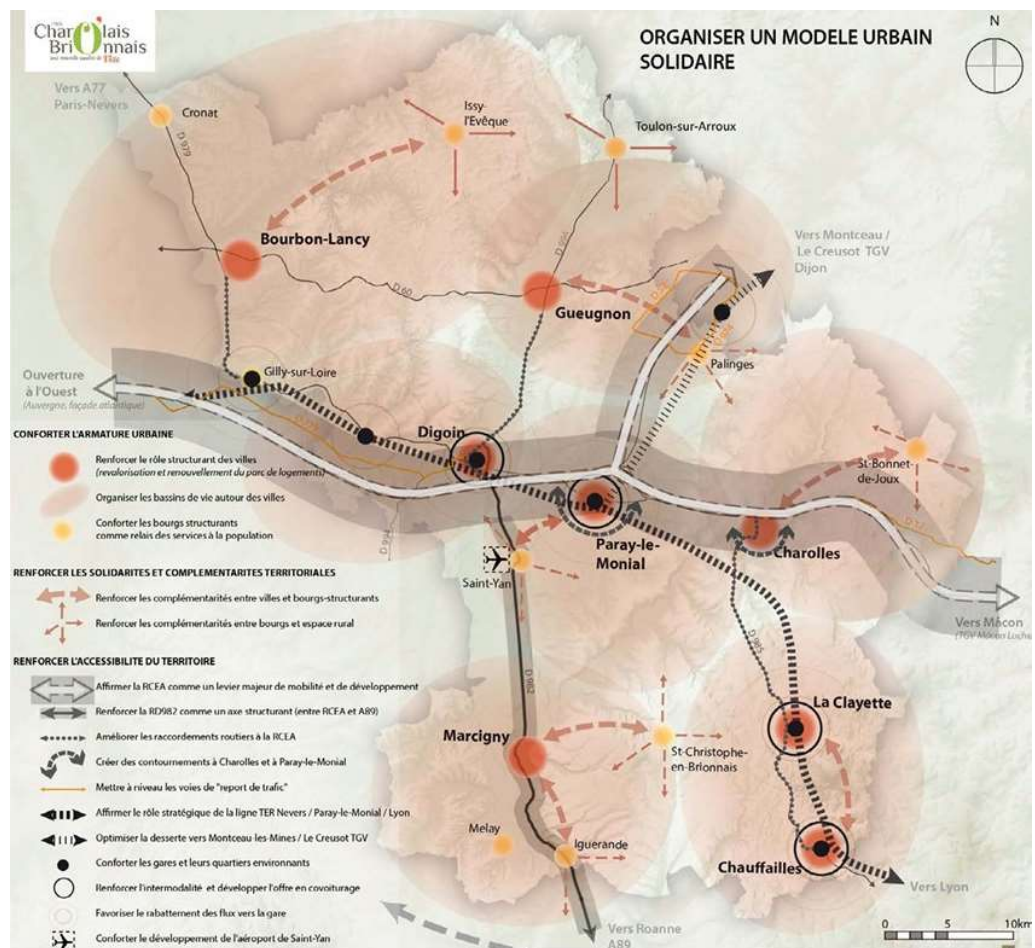 PAYS
Charolais
Brionnais
ORGANISER UN MODELE URBAIN
SOLIDAIRE
N
Vers A77
Paris-Nevers
Cronat
D 979
Issy-
l'Evêque
Toulon-sur-Arroux
Bourbon-Lancy
D 60
D 994
Gueugnon
Vers Montceau /
Le Creusot TGV
Dijon
Palinges
Ouverture
à l'Ouest
(Auvergne, façade atlantique)
Gilly-sur-Loire
Digoin
St-Bonnet-
de-Joux
Paray-le-
Monial
Charolles
D 994
Saint-Yan
Vers Mâcon
(TGV Mâcon Loché)
D 982
D 985
La Clayette
Marcigny
St-Christophe-
en-Brionnais
Melay
Iguerande
Chauffailles
Vers Lyon
Vers Roanne
A89
0 5 10km
CONFORTER L'ARMATURE URBAINE
Renforcer le rôle structurant des villes
(revalorisation et renouvellement du parc de logements)
Organiser les bassins de vie autour des villes
Conforter les bourgs structurants
comme relais des services à la population
RENFORCER LES SOLIDARITES ET COMPLEMENTARITES TERRITORIALES
Renforcer les complémentarités entre villes et bourgs-structurants
Renforcer les complémentarités entre bourgs et espace rural
RENFORCER L'ACCESSIBILITE DU TERRITOIRE
Affirmer la RCEA comme un levier majeur de mobilité et de développement
Renforcer la RD982 comme un axe structurant (entre RCEA et A89)
Améliorer les raccordements routiers à la RCEA
Créer des contournements à Charolles et à Paray-le-Monial
Mettre à niveau les voies de "report de trafic"
Affirmer le rôle stratégique de la ligne TER Nevers / Paray-le-Monial / Lyon
Optimiser la desserte vers Montceau-les-Mines / Le Creusot TGV
Conforter les gares et leurs quartiers environnants
Renforcer l'intermodalité et développer l'offre en covoiturage
Favoriser le rabattement des flux vers la gare
Conforter le développement de l'aéroport de Saint-Yan